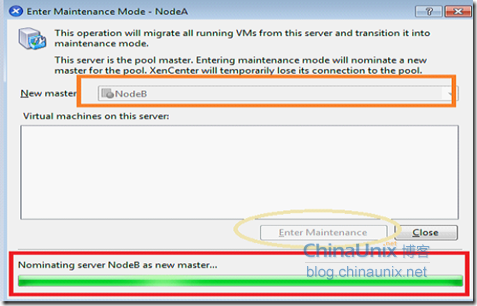 Enter Maintenance Mode - NodeA
This operation will migrate all running VMs from this server and transition it into
maintenance mode.
This server is the pool master. Entering maintenance mode will nominate a new
master for the pool. XenCenter will temporarily lose its connection to the pool.
New master
NodeB
Virtual machines on this server:
Enter Maintenance
Close
ChinaUnix 博客
blog.chinaunix.net
Nominating server NodeB as new master...